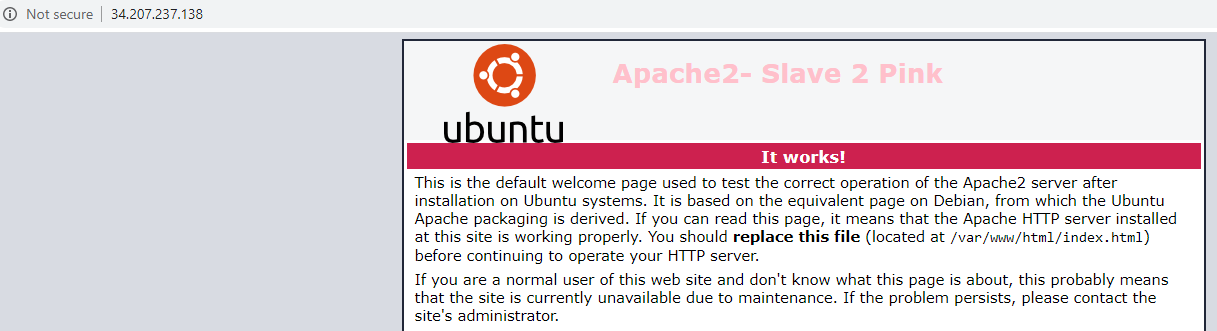 Not secure | 34.207.237.138
Apache2- Slave 2 Pink
ubuntu
It works!
This is the default welcome page used to test the correct operation of the Apache2 server after
installation on Ubuntu systems. It is based on the equivalent page on Debian, from which the Ubuntu
Apache packaging is derived. If you can read this page, it means that the Apache HTTP server installed
at this site is working properly. You should replace this file (located at /var/www/html/index.html)
before continuing to operate your HTTP server.
If you are a normal user of this web site and don't know what this page is about, this probably means
that the site is currently unavailable due to maintenance. If the problem persists, please contact the
site's administrator.